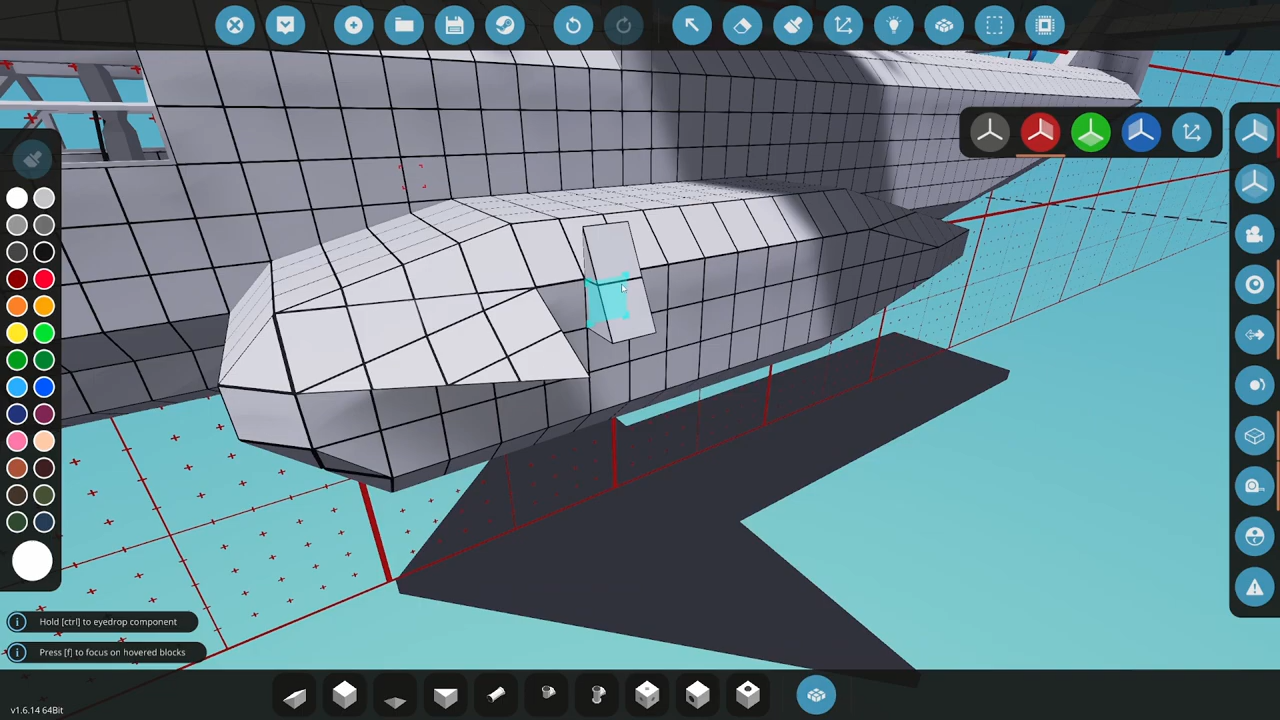 Hold [ctrl] to eyedrop component
Press [f] to focus on hovered blocks
v1.6.14 64Bit